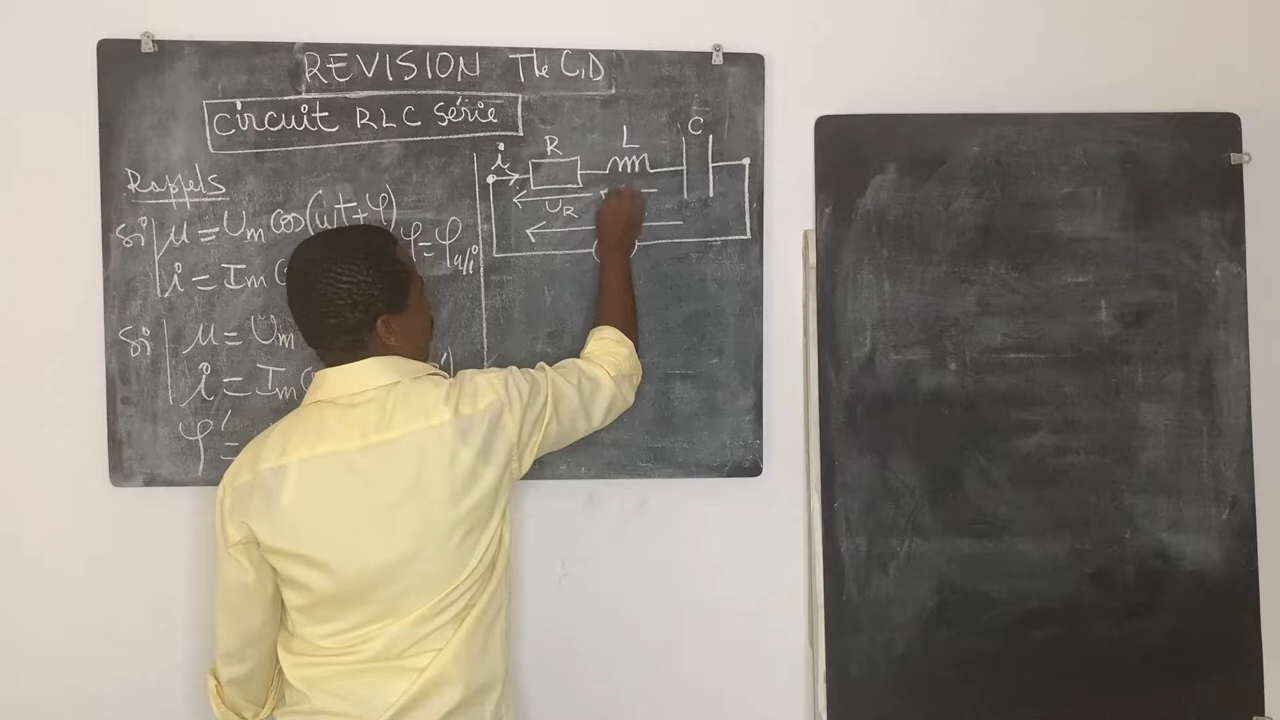 REVISION Tle C,D
Circuit RLC série
Rappels
si u = Um cos(ωt+φ)
i = Im
φ=φu/i
si u = Um
i = Im
φ' =
i R L C
UR